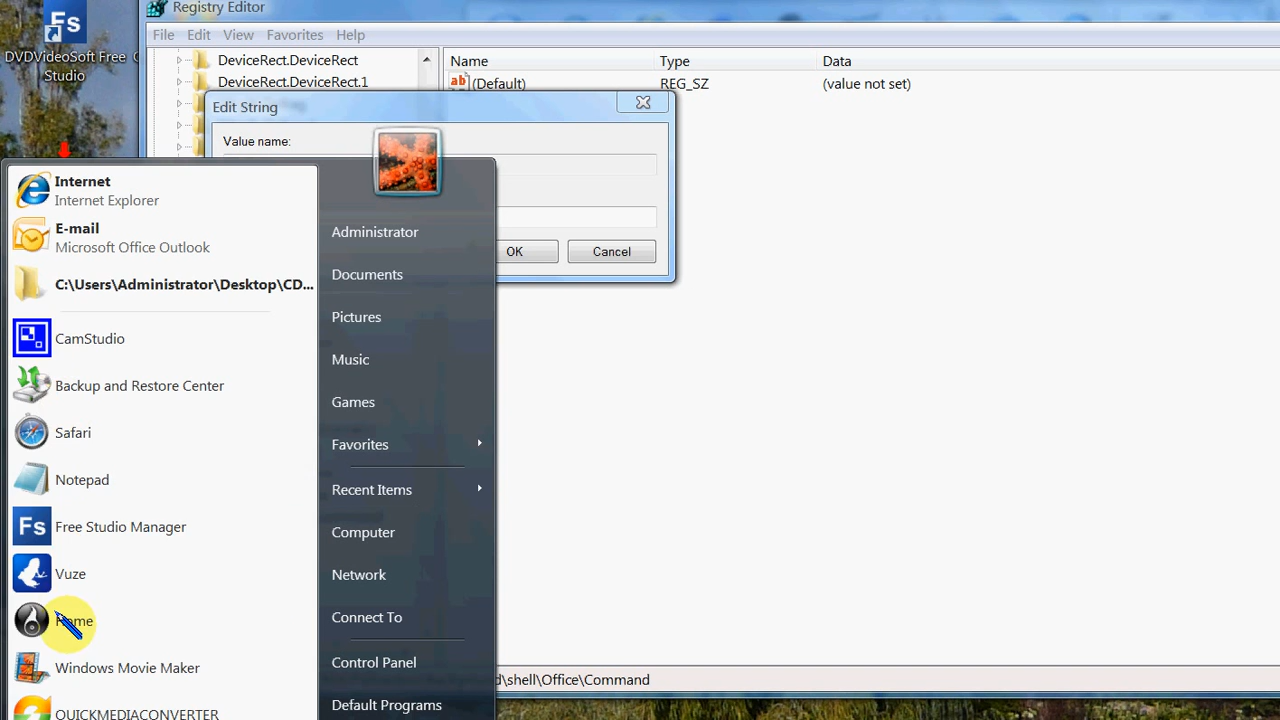 Registry Editor
File Edit View Favorites Help
Fs
DVDVideoSoft Free
Studio
DeviceRect.DeviceRect
DeviceRect.DeviceRect.1
Name Type Data
ab (Default) REG_SZ (value not set)
Edit String
Value name:
OK Cancel
Internet
Internet Explorer
E-mail
Microsoft Office Outlook
C:\Users\Administrator\Desktop\CD...
CamStudio
Backup and Restore Center
Safari
Notepad
Fs Free Studio Manager
Vuze
Windows Movie Maker
QUICKMEDIACONVERTER
Administrator
Documents
Pictures
Music
Games
Favorites
Recent Items
Computer
Network
Connect To
Control Panel
Default Programs
\shell\Office\Command